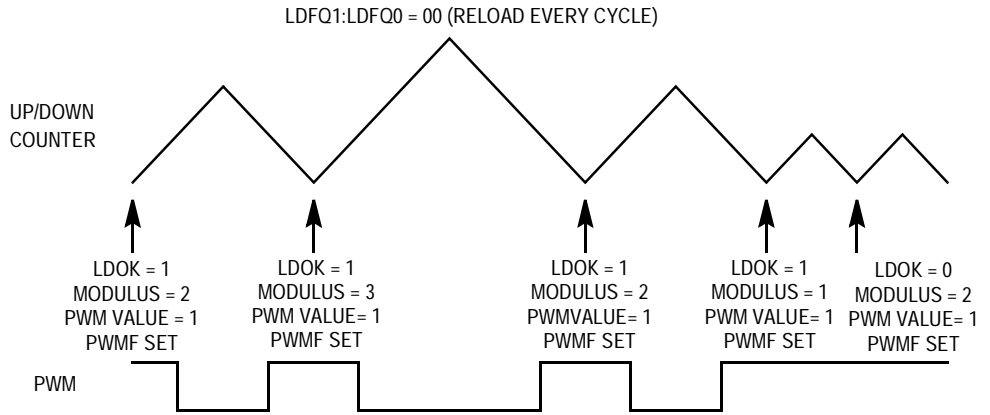 LDFQ1:LDFQ0 = 00 (RELOAD EVERY CYCLE)
UP/DOWN
COUNTER
LDOK = 1
MODULUS = 2
PWM VALUE = 1
PWMF SET
LDOK = 1
MODULUS = 3
PWM VALUE= 1
PWMF SET
LDOK = 1
MODULUS = 2
PWMVALUE= 1
PWMF SET
LDOK = 1
MODULUS = 1
PWM VALUE= 1
PWMF SET
LDOK = 0
MODULUS = 2
PWM VALUE= 1
PWMF SET
PWM